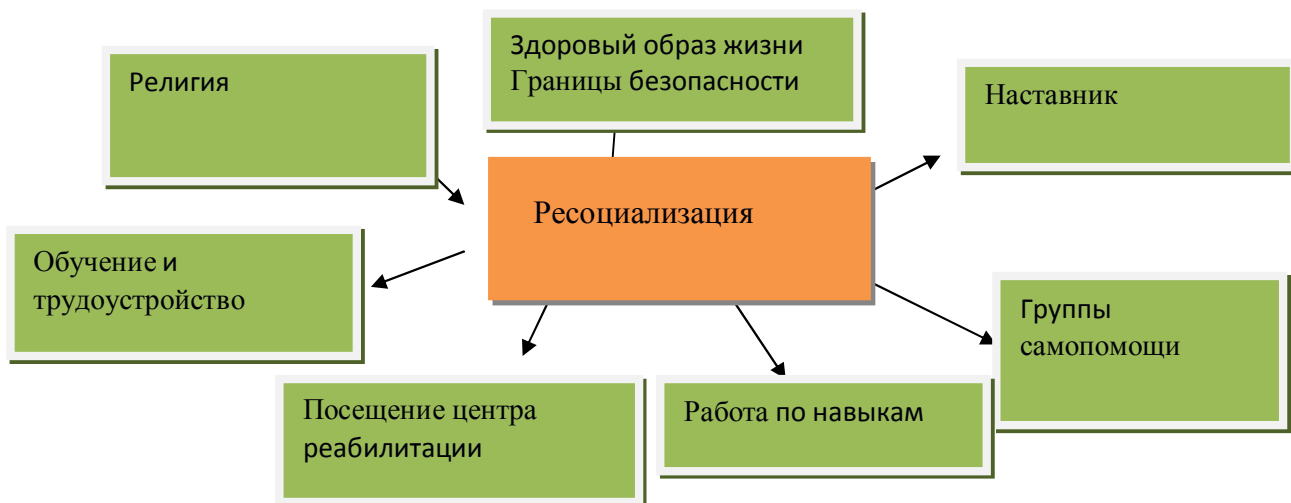 Здоровый образ жизни
Границы безопасности
Религия
Наставник
Ресоциализация
Обучение и
трудоустройство
Группы
самопомощи
Посещение центра
реабилитации
Работа по навыкам